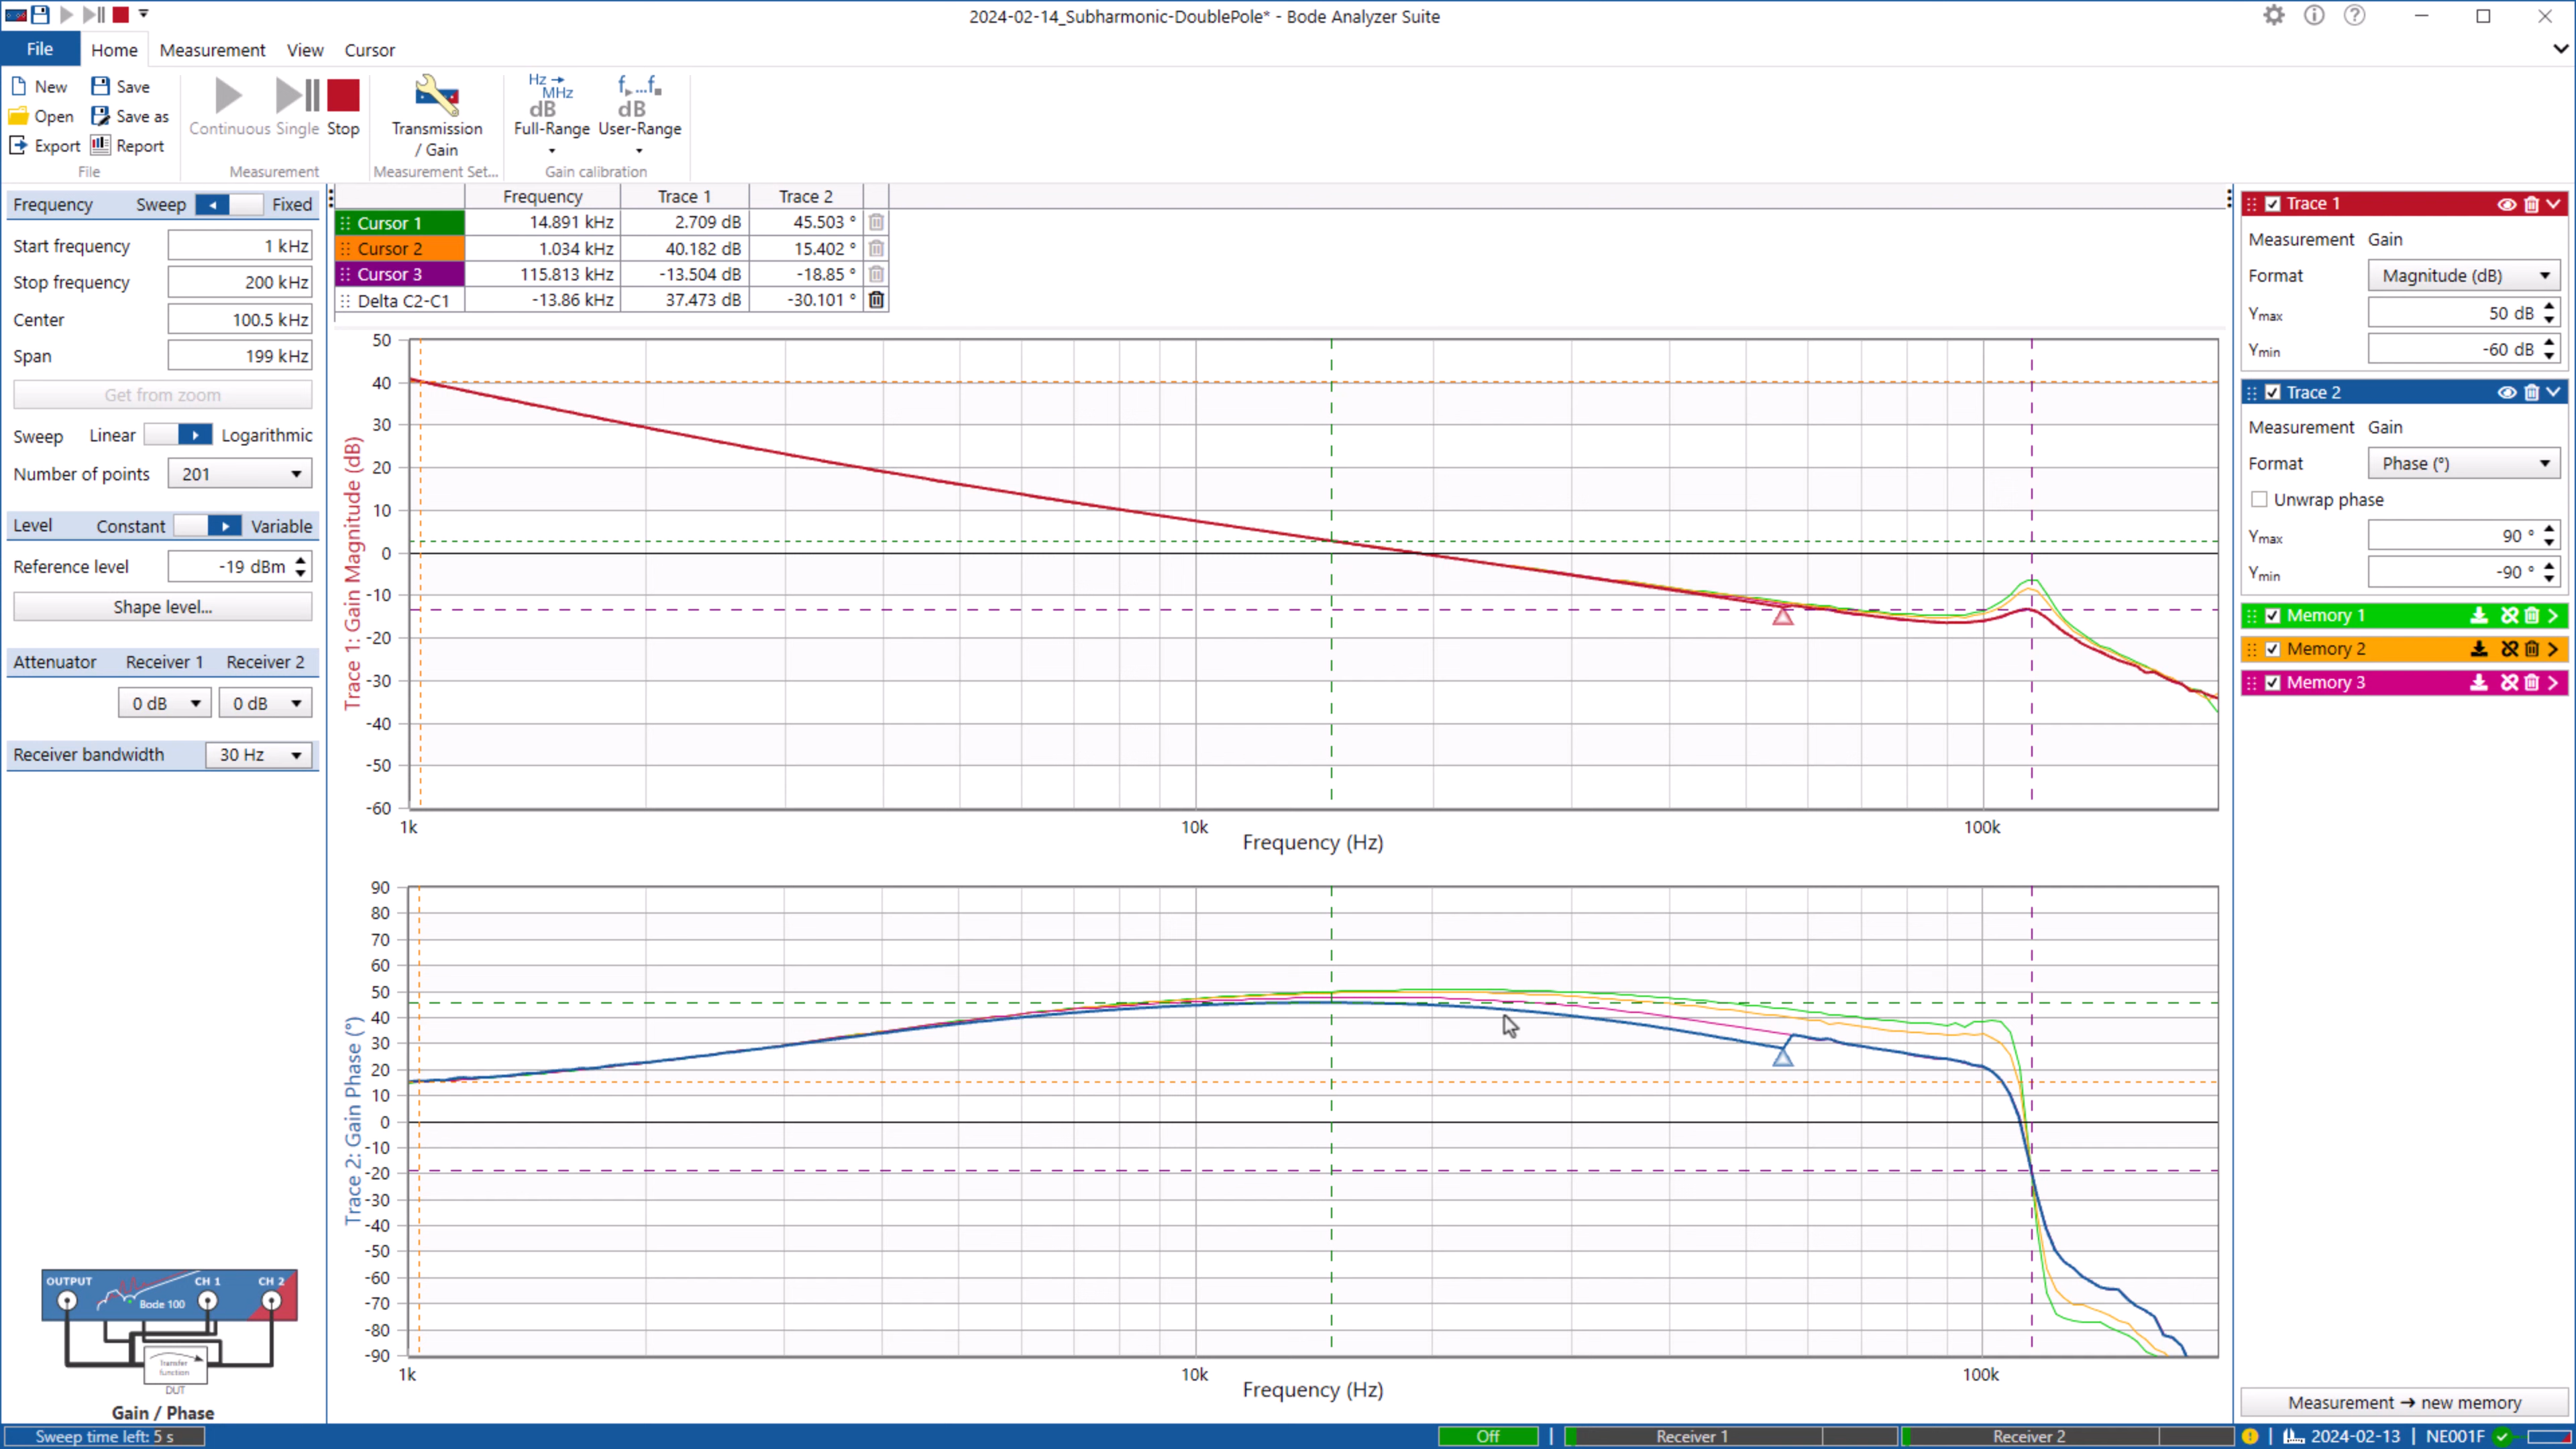 2024-02-14_Subharmonic-DoublePole* - Bode Analyzer Suite
File Home Measurement View Cursor
New Save
Open Save as
Export Report
File
Continuous Single Stop
Measurement
Transmission
/ Gain
Measurement Set...
Hz → MHz dB
Full-Range
f...f dB
User-Range
Gain calibration
Frequency Sweep Fixed
Start frequency 1 kHz
Stop frequency 200 kHz
Center 100.5 kHz
Span 199 kHz
Get from zoom
Sweep Linear Logarithmic
Number of points 201
Level Constant Variable
Reference level -19 dBm
Shape level...
Attenuator Receiver 1 Receiver 2
0 dB 0 dB
Receiver bandwidth 30 Hz
OUTPUT CH 1 CH 2
Bode 100
Transfer
function
DUT
Gain / Phase
Frequency Trace 1 Trace 2
Cursor 1 14.891 kHz 2.709 dB 45.503 °
Cursor 2 1.034 kHz 40.182 dB 15.402 °
Cursor 3 115.813 kHz -13.504 dB -18.85 °
Delta C2-C1 -13.86 kHz 37.473 dB -30.101 °
Trace 1: Gain Magnitude (dB)
50
40
30
20
10
0
-10
-20
-30
-40
-50
-60
1k 10k 100k
Frequency (Hz)
Trace 2: Gain Phase (°)
90
80
70
60
50
40
30
20
10
0
-10
-20
-30
-40
-50
-60
-70
-80
-90
1k 10k 100k
Frequency (Hz)
Trace 1
Measurement Gain
Format Magnitude (dB)
Ymax 50 dB
Ymin -60 dB
Trace 2
Measurement Gain
Format Phase (°)
Unwrap phase
Ymax 90 °
Ymin -90 °
Memory 1
Memory 2
Memory 3
Measurement → new memory
Sweep time left: 5 s Off | Receiver 1 Receiver 2 | 2024-02-13 | NE001F